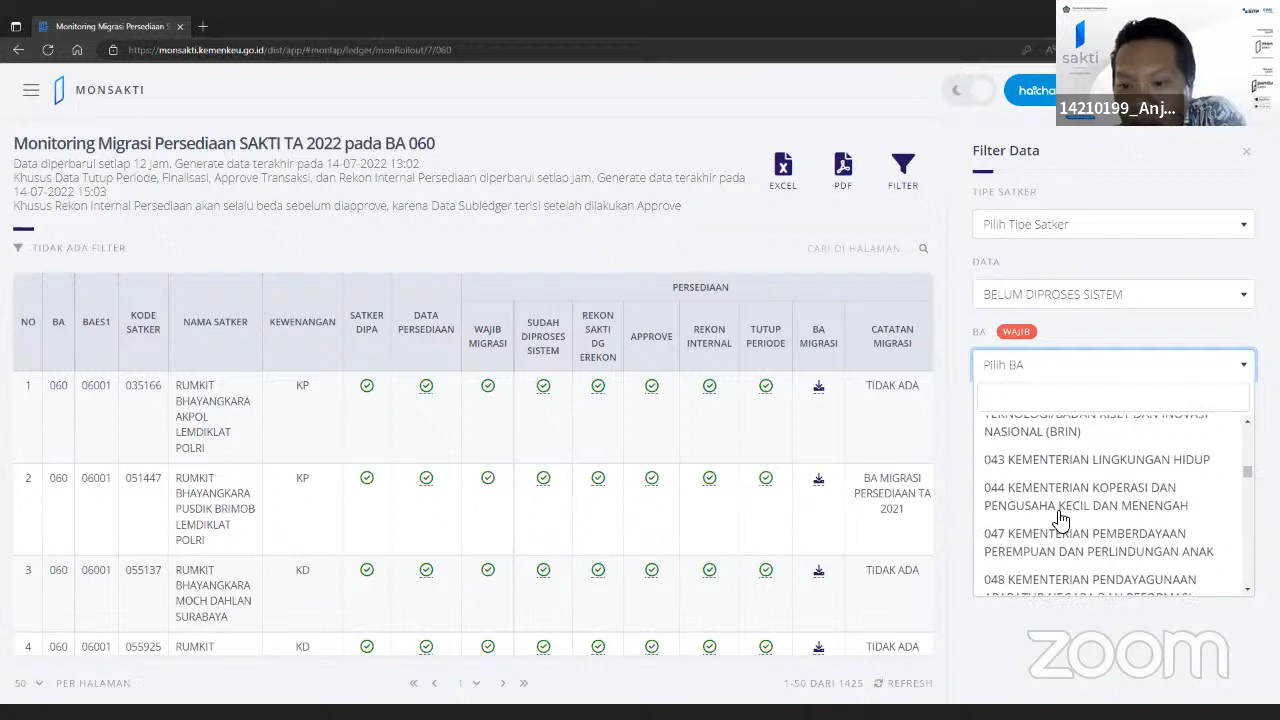 Monitoring Migrasi Persediaan S
https://monsakti.kemenkeu.go.id/dist/app/#monlap/ledger/monRollout/7/060
MONSAKTI
sakti
14210199_Anj...
Monitoring Migrasi Persediaan SAKTI TA 2022 pada BA 060
Data diperbarui setiap 12 jam. Generate data terakhir pada 14-07-2022 13:02
Khusus Data Tutup Periode, Finalisasi, Approve Transaksi, dan Rekon Internal Persediaan diperbarui setiap Jam. Generate data terakhir pada
14-07-2022 15:03
Khusus Rekon Internal Persediaan akan selalu beda sebelum diapprove, karena Data Subledger terisi setelah dilakukan Approve
EXCEL PDF FILTER
TIDAK ADA FILTER
CARI DI HALAMAN
PERSEDIAAN
NO BA BAES1 KODE SATKER NAMA SATKER KEWENANGAN SATKER DIPA DATA PERSEDIAAN WAJIB MIGRASI SUDAH DIPROSES SISTEM REKON SAKTI DG EREKON APPROVE REKON INTERNAL TUTUP PERIODE BA MIGRASI CATATAN MIGRASI
1 060 06001 035166 RUMKIT KP TIDAK ADA
BHAYANGKARA
AKPOL
LEMDIKLAT
POLRI
2 060 06001 051447 RUMKIT KP BA MIGRASI
BHAYANGKARA PERSEDIAAN TA
PUSDIK BRIMOB 2021
LEMDIKLAT
POLRI
3 060 06001 055137 RUMKIT KD TIDAK ADA
BHAYANGKARA
MOCH DAHLAN
SURABAYA
4 060 06001 055925 RUMKIT KD TIDAK ADA
50 PER HALAMAN
« ‹ 1 › »
1-50 DARI 1425 REFRESH
Filter Data
TIPE SATKER
Pilih Tipe Satker
DATA
BELUM DIPROSES SISTEM
BA WAJIB
Pilih BA
TEKNOLOGI/BADAN RISET DAN INOVASI
NASIONAL (BRIN)
043 KEMENTERIAN LINGKUNGAN HIDUP
044 KEMENTERIAN KOPERASI DAN
PENGUSAHA KECIL DAN MENENGAH
047 KEMENTERIAN PEMBERDAYAAN
PEREMPUAN DAN PERLINDUNGAN ANAK
048 KEMENTERIAN PENDAYAGUNAAN
APARATUR NEGARA DAN REFORMASI
zoom